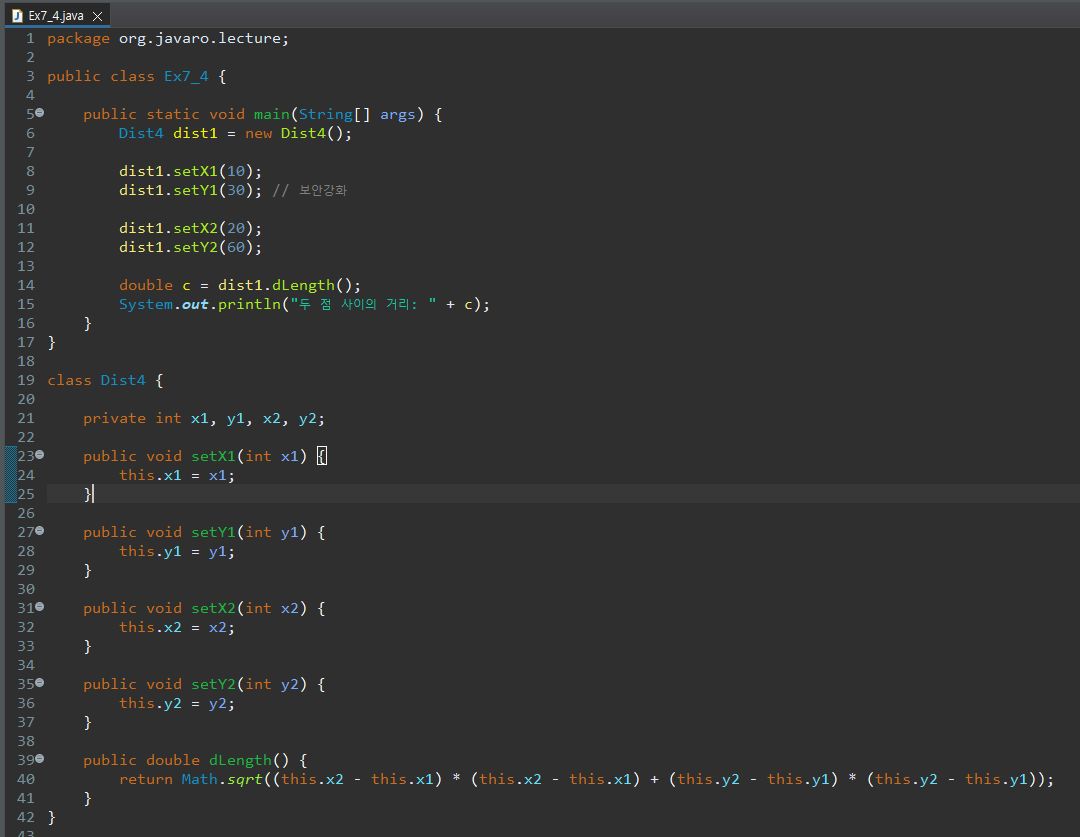 Ex7_4.java
1 package org.javaro.lecture;
2
3 public class Ex7_4 {
4
5 public static void main(String[] args) {
6 Dist4 dist1 = new Dist4();
7
8 dist1.setX1(10);
9 dist1.setY1(30); // 보안강화
10
11 dist1.setX2(20);
12 dist1.setY2(60);
13
14 double c = dist1.dLength();
15 System.out.println("두 점 사이의 거리: " + c);
16 }
17 }
18
19 class Dist4 {
20
21 private int x1, y1, x2, y2;
22
23 public void setX1(int x1) {
24 this.x1 = x1;
25 }
26
27 public void setY1(int y1) {
28 this.y1 = y1;
29 }
30
31 public void setX2(int x2) {
32 this.x2 = x2;
33 }
34
35 public void setY2(int y2) {
36 this.y2 = y2;
37 }
38
39 public double dLength() {
40 return Math.sqrt((this.x2 - this.x1) * (this.x2 - this.x1) + (this.y2 - this.y1) * (this.y2 - this.y1));
41 }
42 }
43